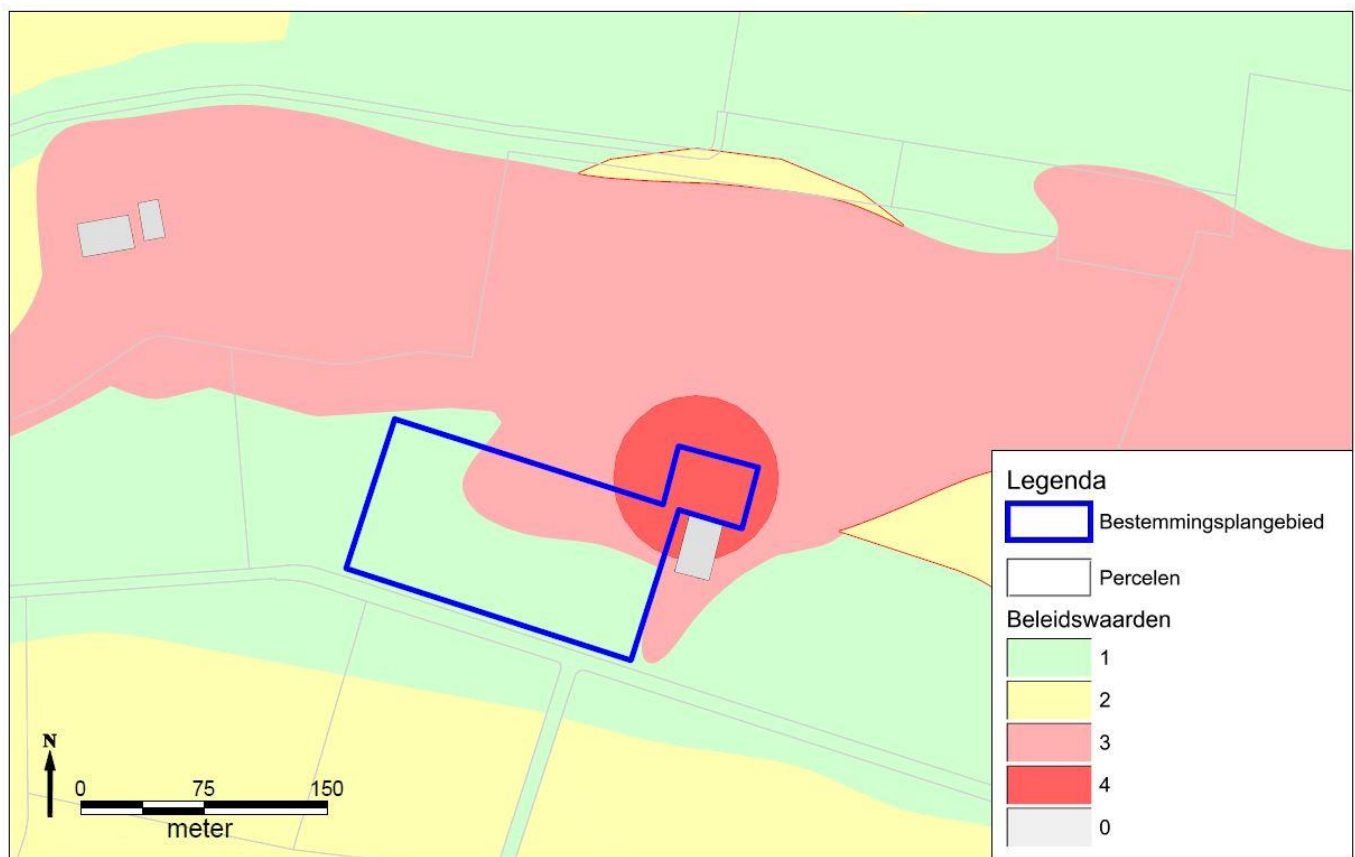 Legenda
Bestemmingsplangebied
Percelen
Beleidswaarden
1
2
3
4
0
N
0 75 150
meter